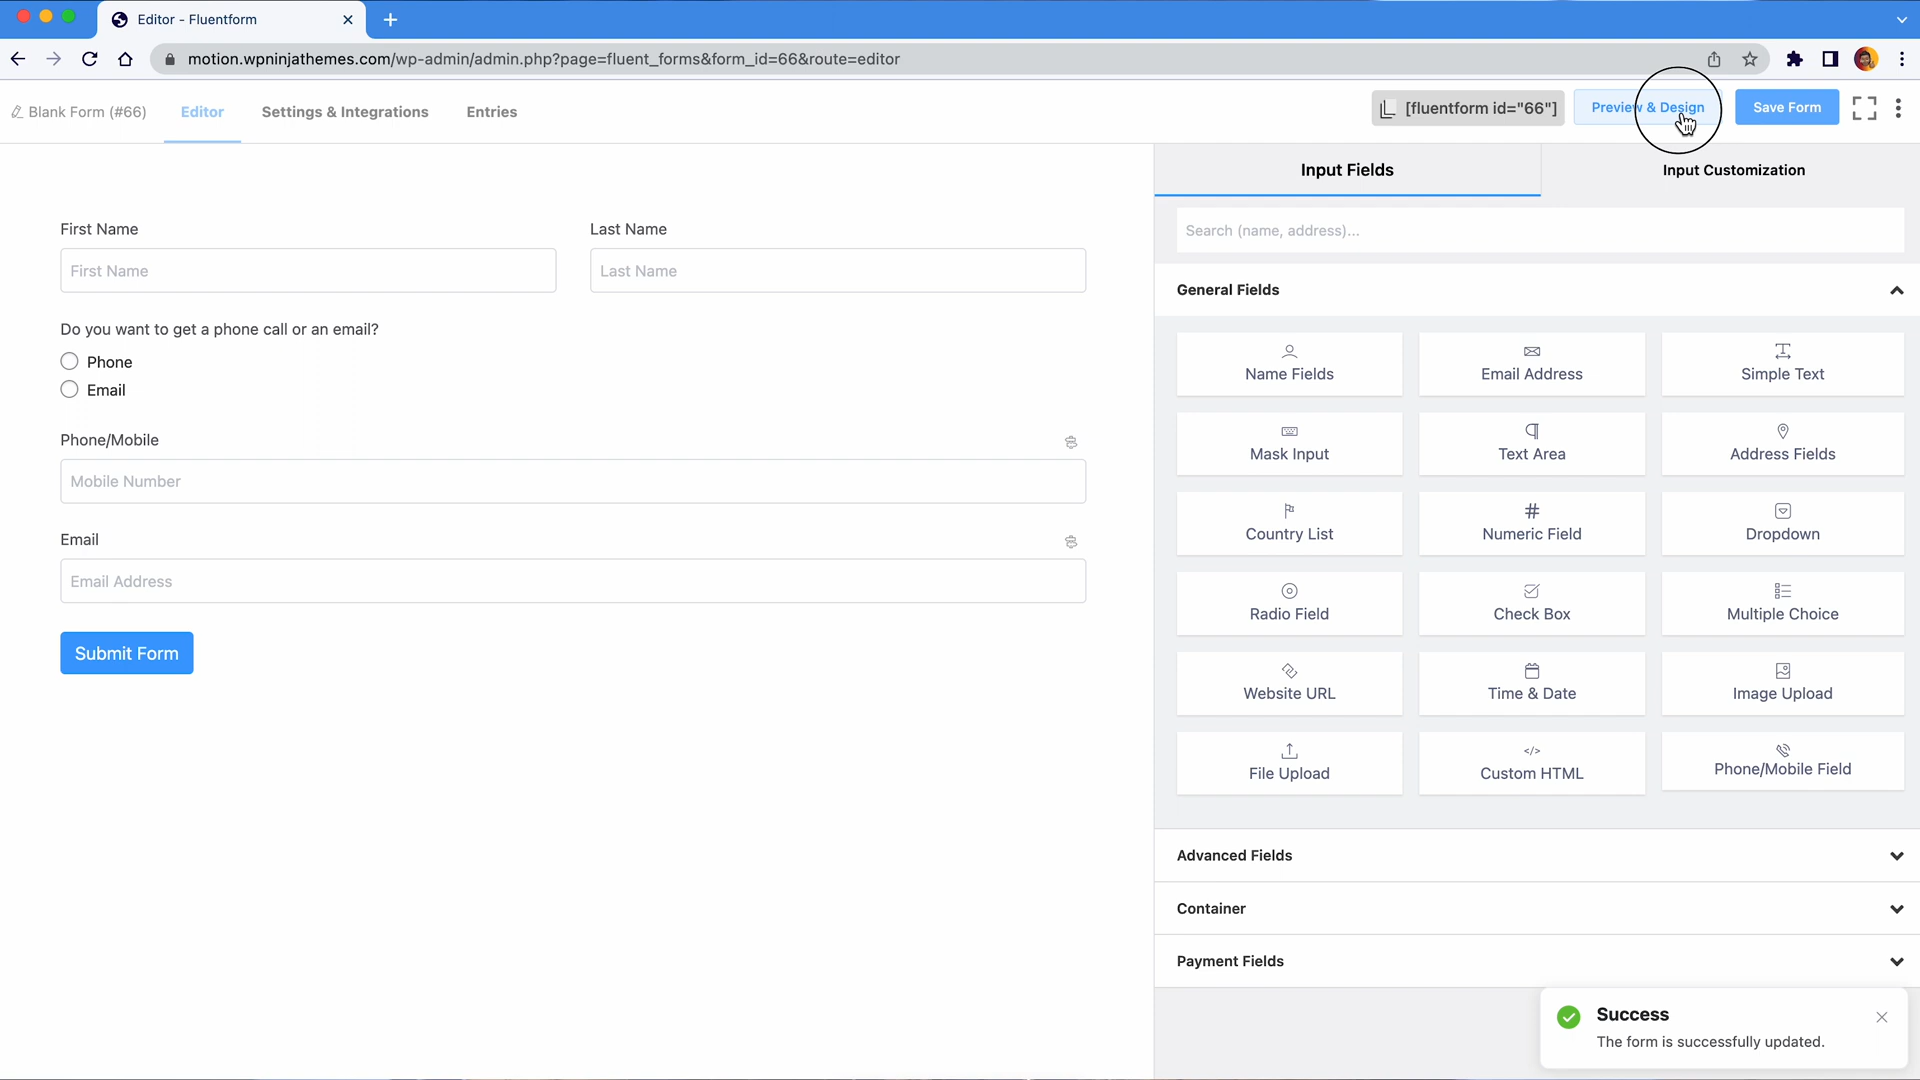 Editor - Fluentform
motion.wpninjathemes.com/wp-admin/admin.php?page=fluent_forms&form_id=66&route=editor
Blank Form (#66)
Editor
Settings & Integrations
Entries
[fluentform id="66"]
Preview & Design
Save Form
Input Fields
Input Customization
Search (name, address)...
General Fields
Name Fields
Email Address
Simple Text
Mask Input
Text Area
Address Fields
Country List
Numeric Field
Dropdown
Radio Field
Check Box
Multiple Choice
Website URL
Time & Date
Image Upload
File Upload
Custom HTML
Phone/Mobile Field
Advanced Fields
Container
Payment Fields
First Name
Last Name
First Name
Last Name
Do you want to get a phone call or an email?
Phone
Email
Phone/Mobile
Mobile Number
Email
Email Address
Submit Form
Success
The form is successfully updated.